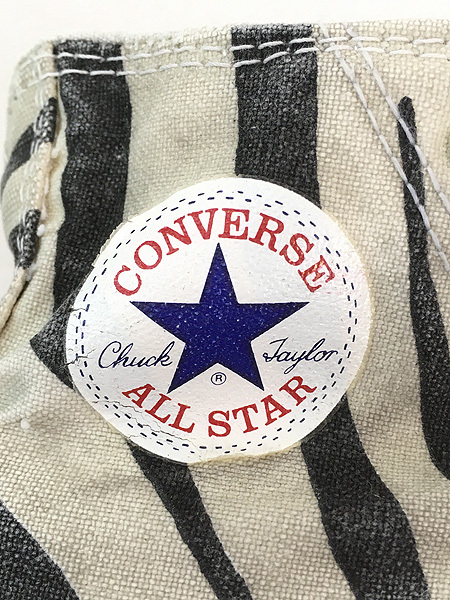 CONVERSE
Chuck Taylor
®
ALL STAR